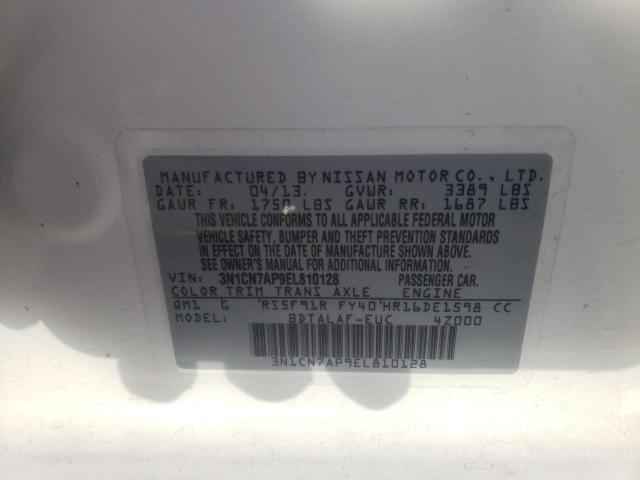 MANUFACTURED BY NISSAN MOTOR CO., LTD.
DATE: 04/13. GVWR: 3389 LBS
GAWR FR: LBS GAWR RR: 1687 LBS
THIS VEHICLE CONFORMS TO ALL APPLICABLE FEDERAL MOTOR
VEHICLE SAFETY, BUMPER AND THEFT PREVENTION STANDARDS
IN EFFECT ON THE DATE OF MANUFACTURE SHOWN ABOVE.
SEE OWNER'S MANUAL FOR ADDITIONAL INFORMATION
VIN: 3N1CN7AP9EL810128 PASSENGER CAR.
COLOR TRIM TRANS AXLE ENGINE
QM1 G RS5F91R FY40 HR16DE1598 CC
MODEL: BDTALAF-EUC 4Z000
3N1CN7AP9EL810128